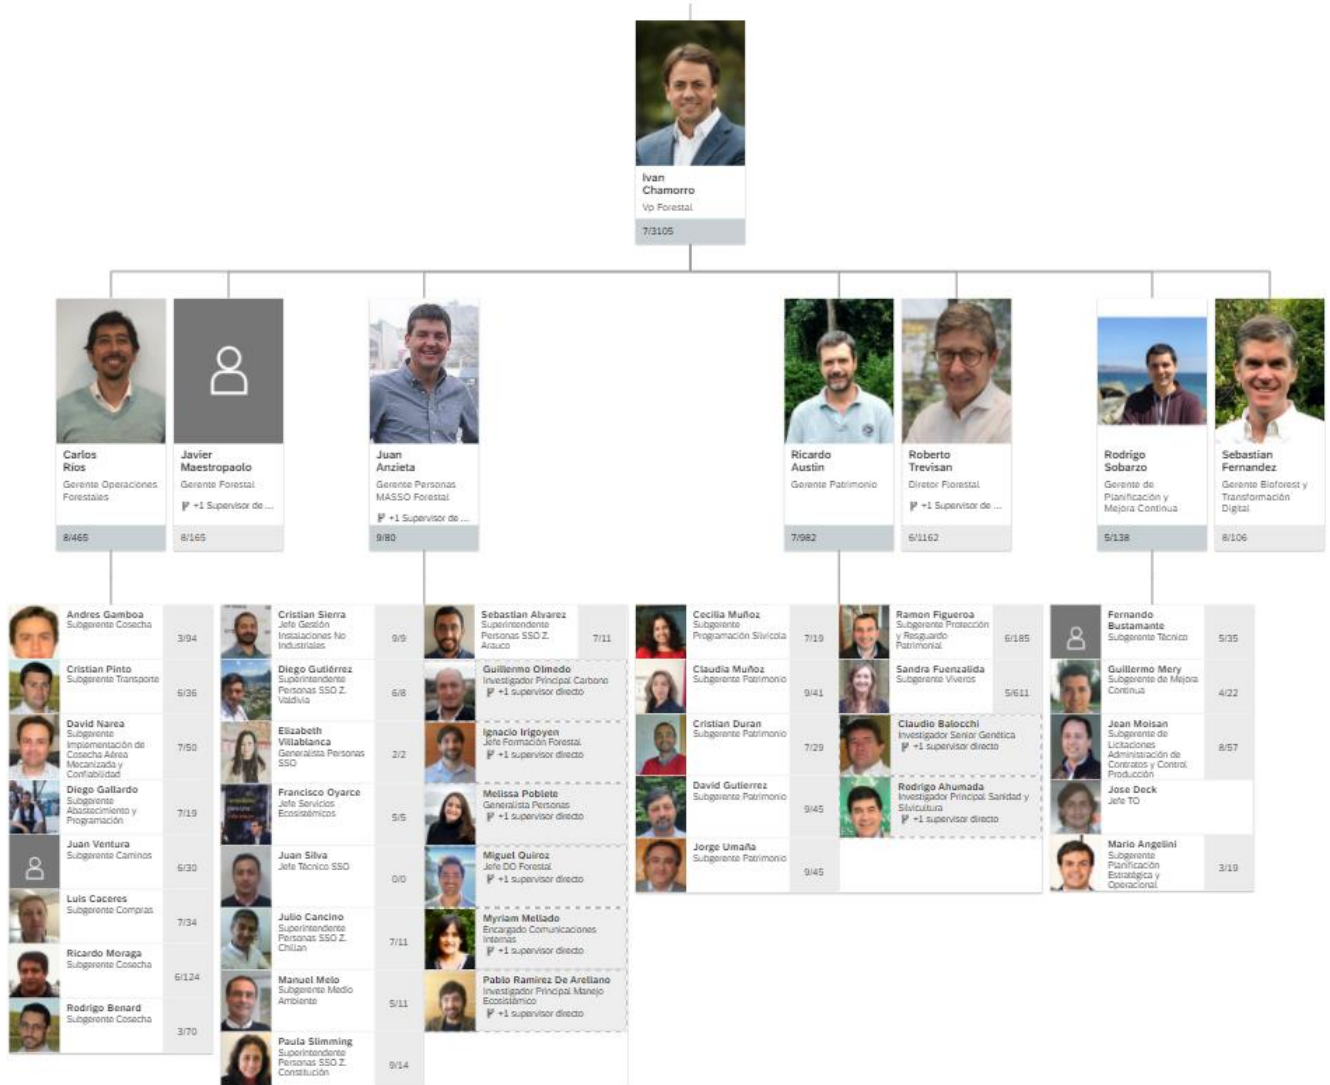 Ivan
Chamorro
Vp Forestal
7/3105
Carlos
Ríos
Gerente Operaciones
Forestales
8/465
Javier
Maestropaolo
Gerente Forestal
+1 Supervisor de ...
8/165
Juan
Anzieta
Gerente Personas
MASSO Forestal
+1 Supervisor de ...
9/80
Ricardo
Austin
Gerente Patrimonio
7/982
Roberto
Trevisan
Diretor Florestal
+1 Supervisor de ...
6/1162
Rodrigo
Sobarzo
Gerente de
Planificación y
Mejora Continua
5/138
Sebastian
Fernandez
Gerente Bioforest y
Transformación
Digital
8/106
Andres Gamboa
Subgerente Cosecha
3/94
Cristian Pinto
Subgerente Transporte
6/36
David Narea
Subgerente
Implementación de
Cosecha Aérea
Mecanizada y
Confiabilidad
7/50
Diego Gallardo
Subgerente
Abastecimiento y
Programación
7/19
Juan Ventura
Subgerente Caminos
6/30
Luis Caceres
Subgerente Compras
7/34
Ricardo Moraga
Subgerente Cosecha
6/124
Rodrigo Benard
Subgerente Cosecha
3/70
Cristian Sierra
Jefe Gestión
Instalaciones No
Industriales
9/9
Diego Gutiérrez
Superintendente
Personas SSO Z.
Valdivia
6/8
Elizabeth
Villablanca
Generalista Personas
SSO
2/2
Francisco Oyarce
Jefe Servicios
Ecosistémicos
5/5
Juan Silva
Jefe Técnico SSO
0/0
Julio Cancino
Superintendente
Personas SSO Z.
Chillan
7/11
Manuel Melo
Subgerente Medio
Ambiente
5/11
Paula Slimming
Superintendente
Personas SSO Z.
Constitución
9/14
Sebastian Alvarez
Superintendente
Personas SSO Z.
Arauco
7/11
Guillermo Olmedo
Investigador Principal Carbono
+1 supervisor directo
Ignacio Irigoyen
Jefe Formación Forestal
+1 supervisor directo
Melissa Poblete
Generalista Personas
+1 supervisor directo
Miguel Quiroz
Jefe DO Forestal
+1 supervisor directo
Myriam Mellado
Encargado Comunicaciones
Internas
+1 supervisor directo
Pablo Ramírez De Arellano
Investigador Principal Manejo
Ecosistémico
+1 supervisor directo
Cecilia Muñoz
Subgerente
Programación Silvícola
7/19
Claudia Muñoz
Subgerente Patrimonio
9/41
Cristian Duran
Subgerente Patrimonio
7/29
David Gutierrez
Subgerente Patrimonio
9/45
Jorge Umaña
Subgerente Patrimonio
9/45
Ramon Figueroa
Subgerente Protección
y Resguardo
Patrimonial
6/185
Sandra Fuenzalida
Subgerente Viveros
5/611
Claudio Balocchi
Investigador Senior Genética
+1 supervisor directo
Rodrigo Ahumada
Investigador Principal Sanidad y
Silvicultura
+1 supervisor directo
Fernando
Bustamante
Subgerente Técnico
5/35
Guillermo Mery
Subgerente de Mejora
Continua
4/22
Jean Moisan
Subgerente de
Licitaciones
Administración de
Contratos y Control
Producción
8/57
Jose Deck
Jefe TO
Mario Angelini
Subgerente
Planificación
Estratégica y
Operacional
3/19